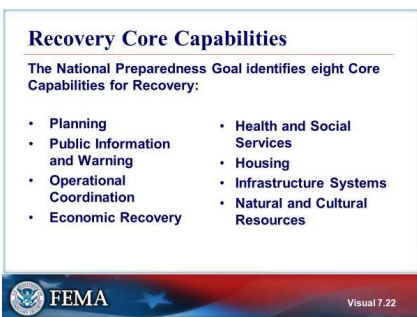 Recovery Core Capabilities
The National Preparedness Goal identifies eight Core
Capabilities for Recovery:
• Planning
• Public Information
and Warning
• Operational
Coordination
• Economic Recovery
• Health and Social
Services
• Housing
• Infrastructure Systems
• Natural and Cultural
Resources
FEMA
Visual 7.22